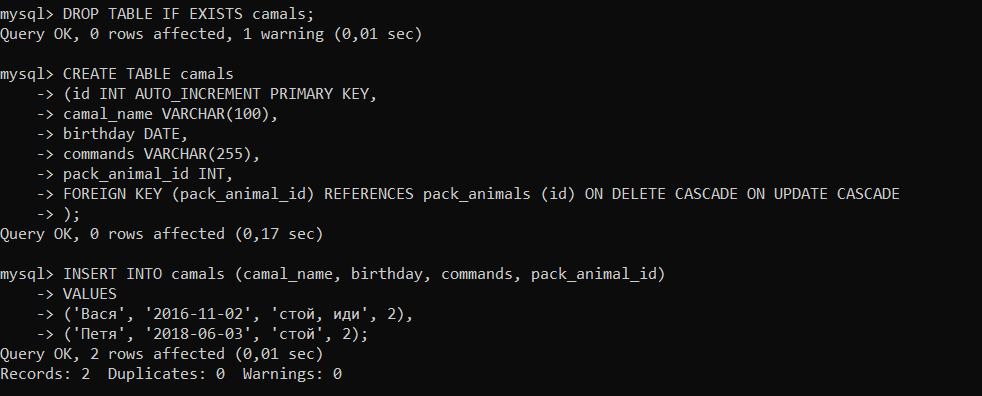 mysql> DROP TABLE IF EXISTS camals;
Query OK, 0 rows affected, 1 warning (0,01 sec)
mysql> CREATE TABLE camals
    -> (id INT AUTO_INCREMENT PRIMARY KEY,
    -> camal_name VARCHAR(100),
    -> birthday DATE,
    -> commands VARCHAR(255),
    -> pack_animal_id INT,
    -> FOREIGN KEY (pack_animal_id) REFERENCES pack_animals (id) ON DELETE CASCADE ON UPDATE CASCADE
    -> );
Query OK, 0 rows affected (0,17 sec)
mysql> INSERT INTO camals (camal_name, birthday, commands, pack_animal_id)
    -> VALUES
    -> ('Вася', '2016-11-02', 'стой, иди', 2),
    -> ('Петя', '2018-06-03', 'стой', 2);
Query OK, 2 rows affected (0,01 sec)
Records: 2  Duplicates: 0  Warnings: 0